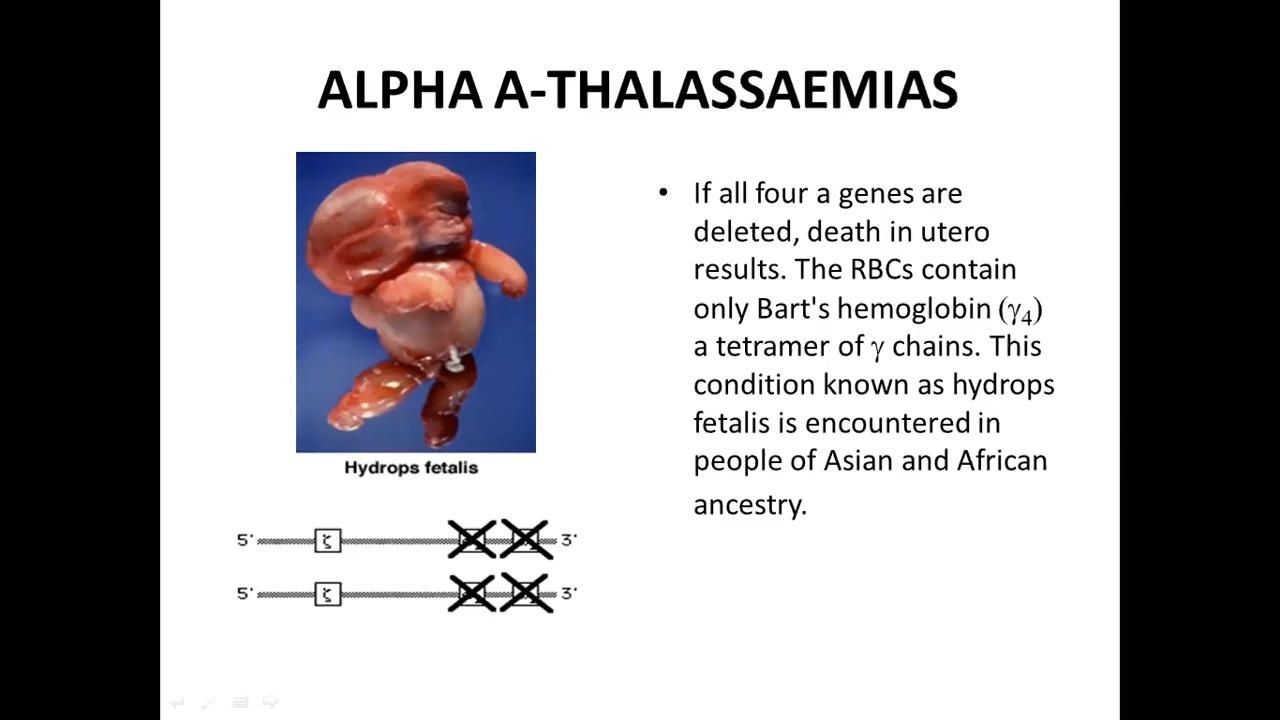 ALPHA A-THALASSAEMIAS
• If all four a genes are
deleted, death in utero
results. The RBCs contain
only Bart's hemoglobin (γ₄)
a tetramer of γ chains. This
condition known as hydrops
fetalis is encountered in
people of Asian and African
ancestry.
Hydrops fetalis
5' ζ 3'
5' ζ 3'